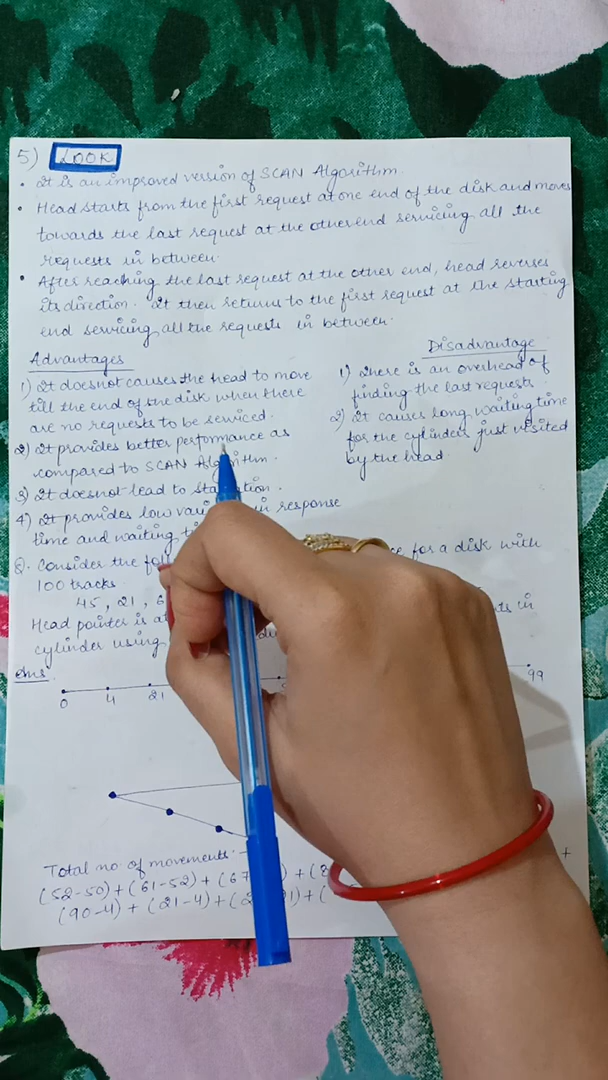 5) LOOK
• It is an improved version of SCAN Algorithm.
• Head starts from the first request at one end of the disk and moves
towards the last request at the other end servicing all the
requests in between.
• After reaching the last request at the other end, head reverses
its direction. It then returns to the first request at the starting
end servicing all the requests in between.
Advantages
1) It doesnot causes the head to move
till the end of the disk when there
are no requests to be serviced.
2) It provides better performance as
compared to SCAN Algorithm.
3) It doesnot lead to
4) It provides low in response
time and waiting
Disadvantage
1) There is an overhead of
finding the last requests.
2) It causes long waiting time
for the cylinders just visited
by the head.
Q. Consider the for a disk with
100 tracks
45, 21,
Head pointer is in
cylinder using
Ans.
0 4 21 99
Total no. of movements -
(52-50) + (61-52) + (67 + +
(90-4) + (21-4) + ( + (